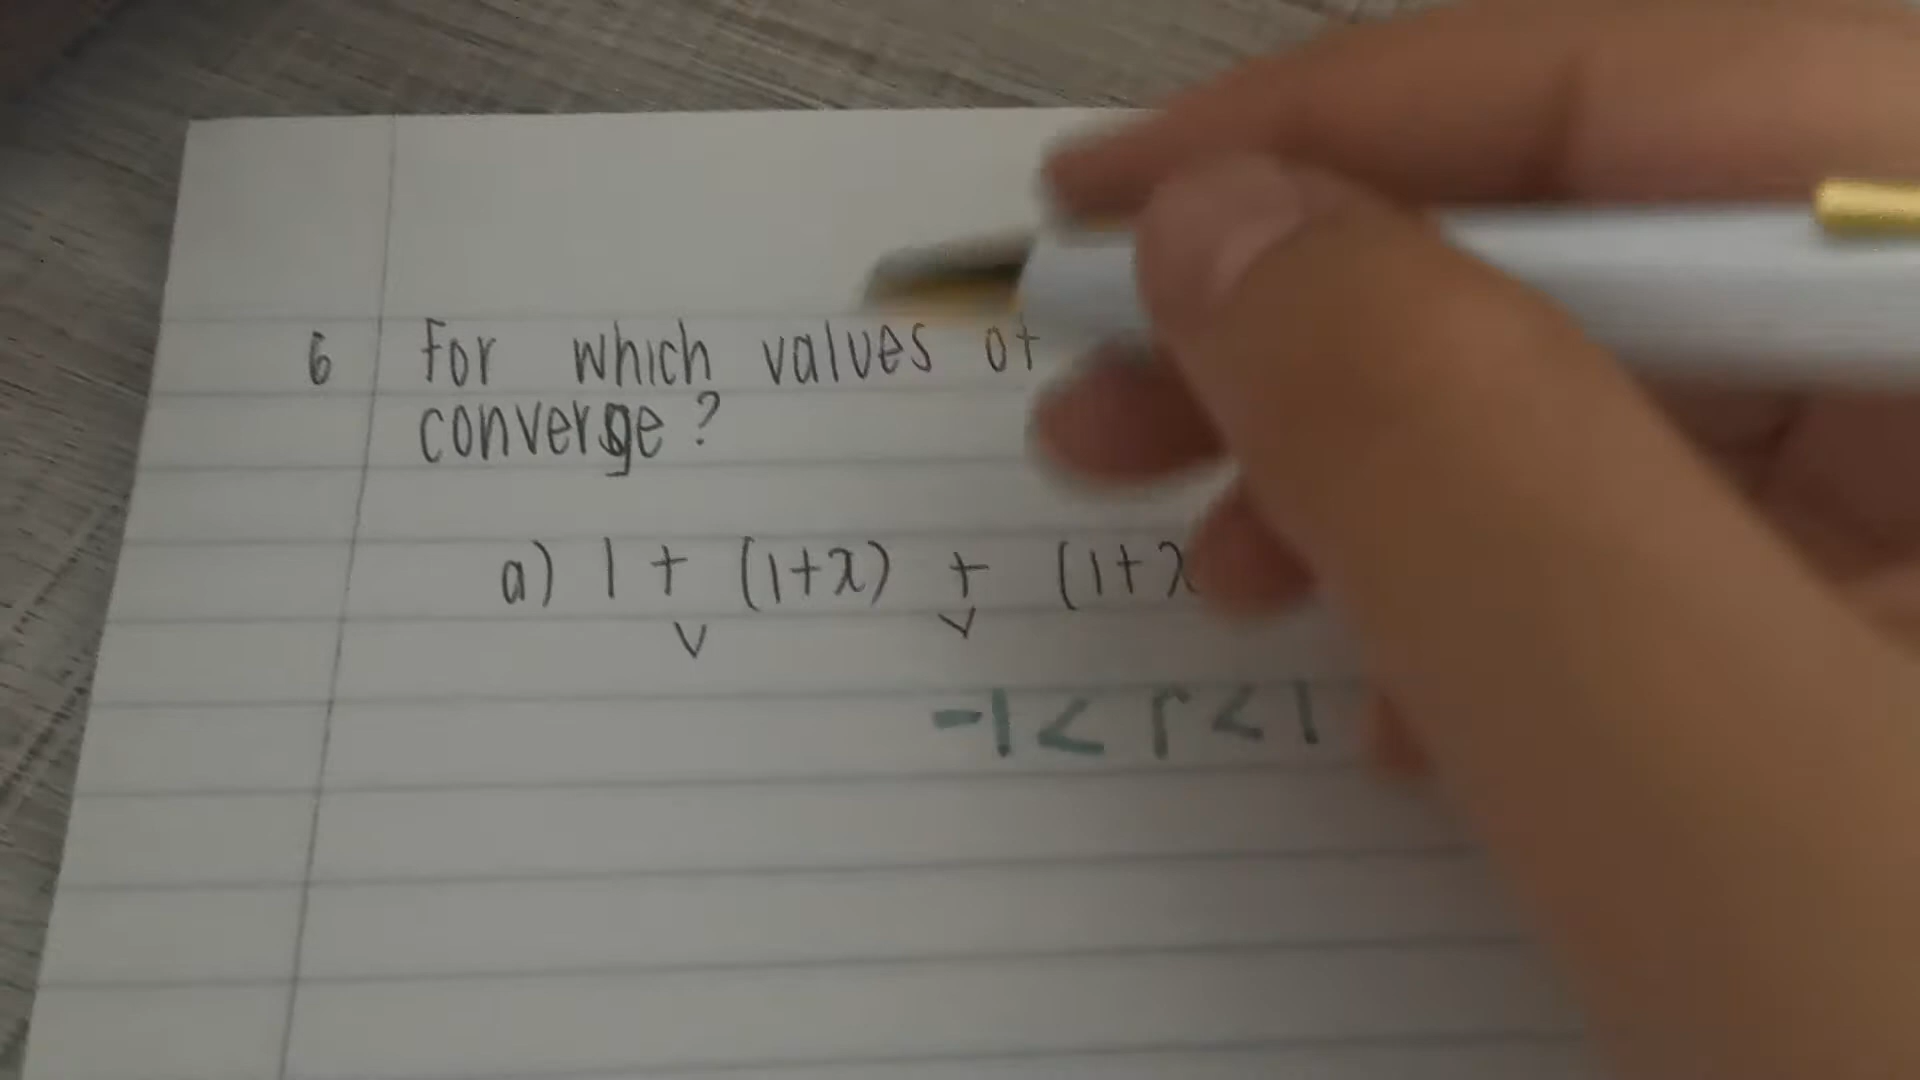 6 For which values of
converge?
a) 1 + (1+x) + (1+x
v v
-1 < r < 1